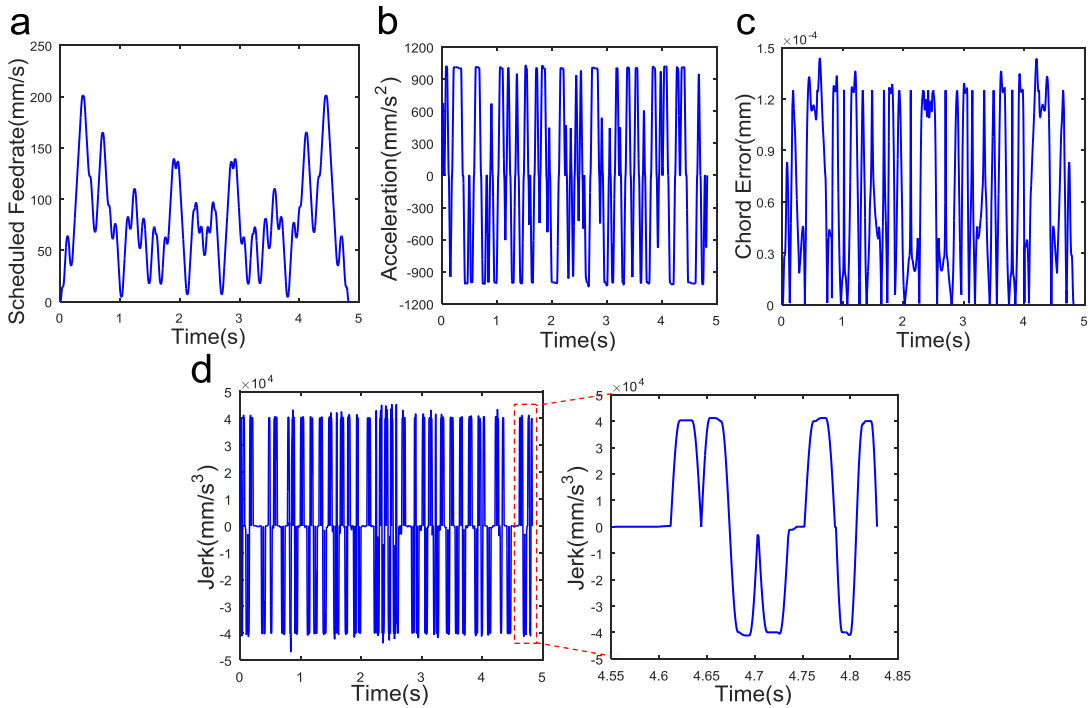 a
250
200
150
100
50
0
0 1 2 3 4 5
Scheduled Feedrate(mm/s)
Time(s)
b
1200
900
600
300
0
-300
-600
-900
-1200
0 1 2 3 4 5
Acceleration(mm/s²)
Time(s)
c
×10⁻⁴
1.5
1.2
0.9
0.6
0.3
0
0 1 2 3 4 5
Chord Error(mm)
Time(s)
d
×10⁴
5
4
3
2
1
0
-1
-2
-3
-4
-5
0 1 2 3 4 5
Jerk(mm/s³)
Time(s)
×10⁴
5
4
3
2
1
0
-1
-2
-3
-4
-5
4.55 4.6 4.65 4.7 4.75 4.8 4.85
Jerk(mm/s³)
Time(s)